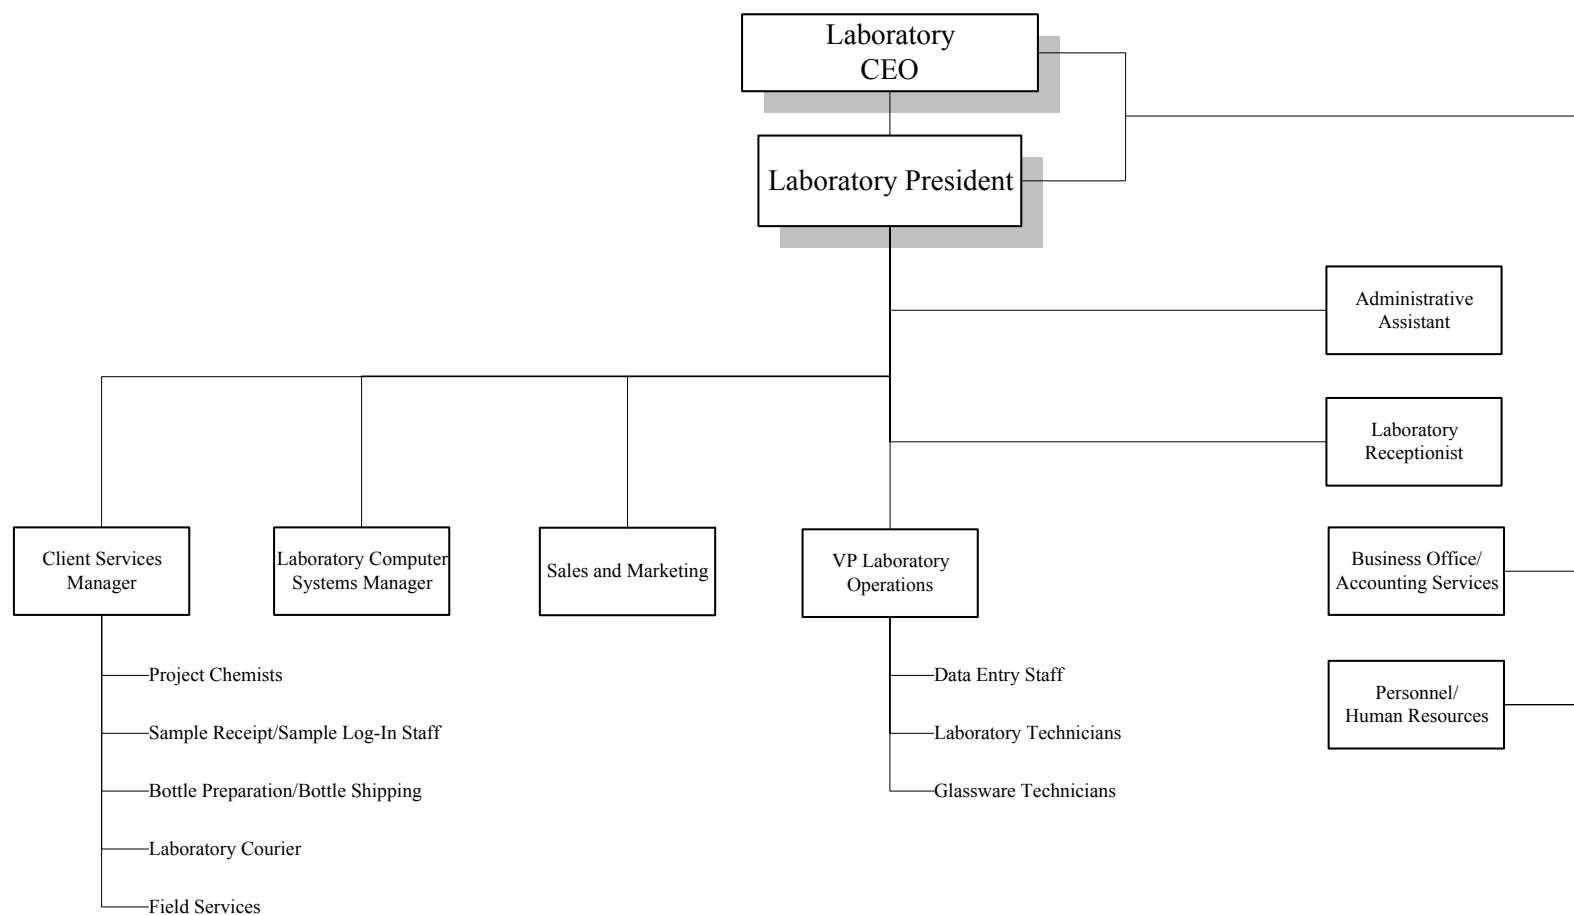 Laboratory
CEO
Laboratory President
Administrative
Assistant
Laboratory
Receptionist
Client Services
Manager
Laboratory Computer
Systems Manager
Sales and Marketing
VP Laboratory
Operations
Business Office/
Accounting Services
Project Chemists
Sample Receipt/Sample Log-In Staff
Bottle Preparation/Bottle Shipping
Laboratory Courier
Field Services
Data Entry Staff
Laboratory Technicians
Glassware Technicians
Personnel/
Human Resources